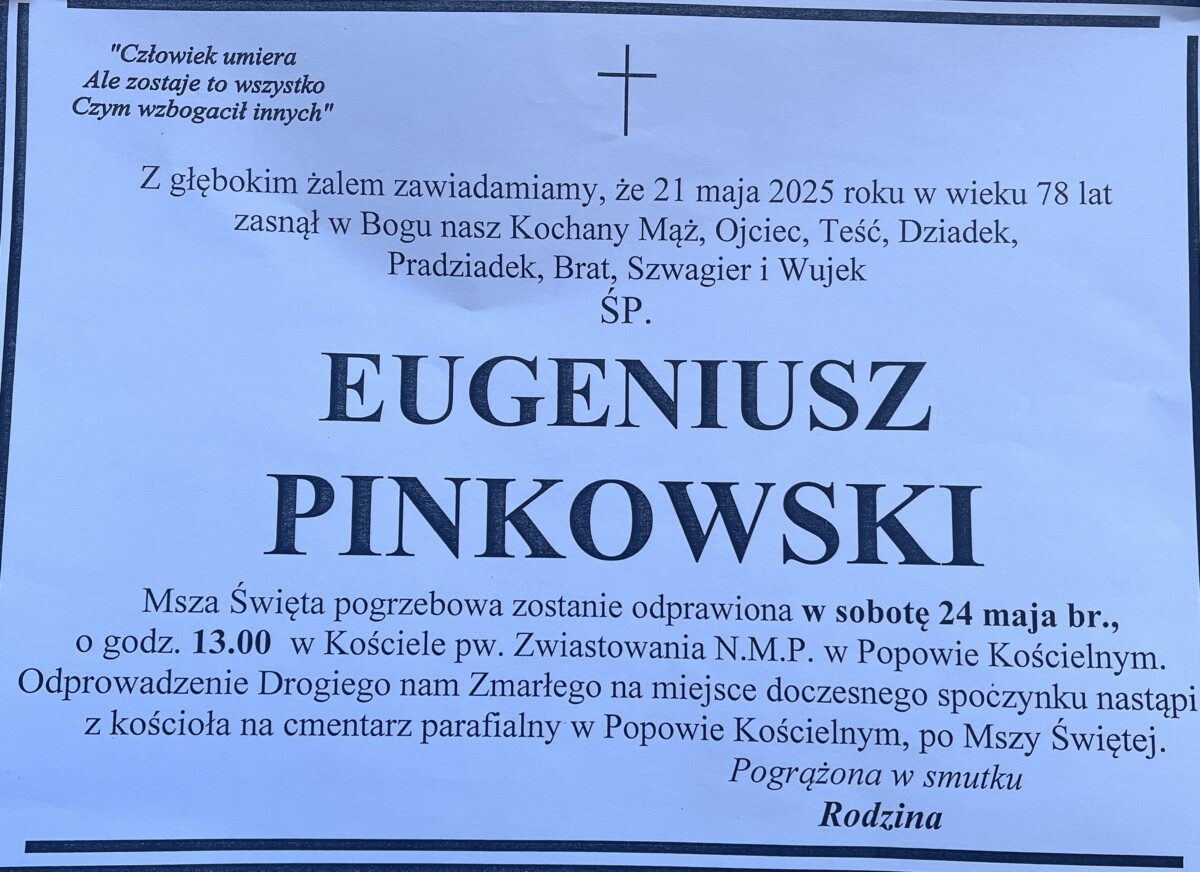 "Człowiek umiera
Ale zostaje to wszystko
Czym wzbogacił innych"
Z głębokim żalem zawiadamiamy, że 21 maja 2025 roku w wieku 78 lat
zasnął w Bogu nasz Kochany Mąż, Ojciec, Teść, Dziadek,
Pradziadek, Brat, Szwagier i Wujek
ŚP.
EUGENIUSZ
PINKOWSKI
Msza Święta pogrzebowa zostanie odprawiona w sobotę 24 maja br.,
o godz. 13.00 w Kościele pw. Zwiastowania N.M.P. w Popowie Kościelnym.
Odprowadzenie Drogiego nam Zmarłego na miejsce doczesnego spoczynku nastąpi
z kościoła na cmentarz parafialny w Popowie Kościelnym, po Mszy Świętej.
Pogrążona w smutku
Rodzina